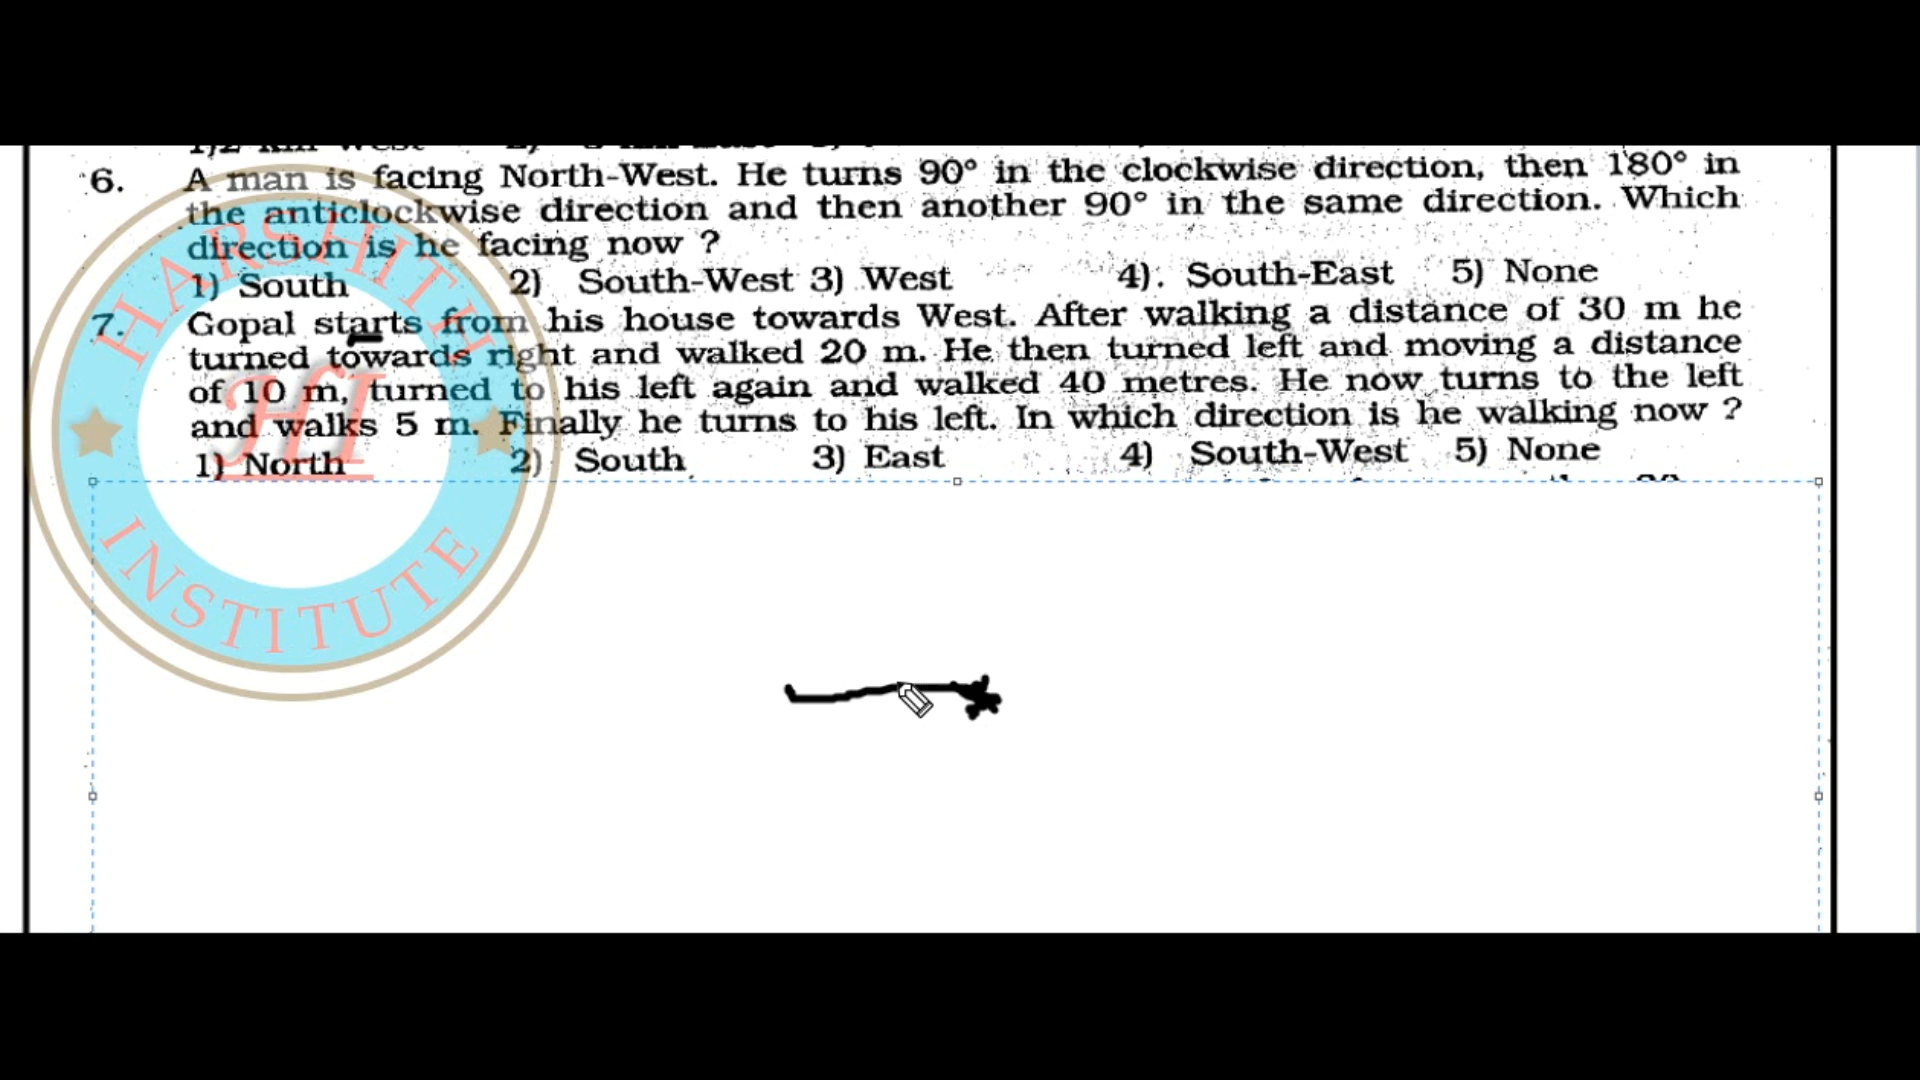 6. A man is facing North-West. He turns 90° in the clockwise direction, then 180° in
the anticlockwise direction and then another 90° in the same direction. Which
direction is he facing now ?
1) South 2) South-West 3) West 4). South-East 5) None
7. Gopal starts from his house towards West. After walking a distance of 30 m he
turned towards right and walked 20 m. He then turned left and moving a distance
of 10 m, turned to his left again and walked 40 metres. He now turns to the left
and walks 5 m. Finally he turns to his left. In which direction is he walking now ?
1) North 2) South 3) East 4) South-West 5) None
HARSHITH
HI
INSTITUTE